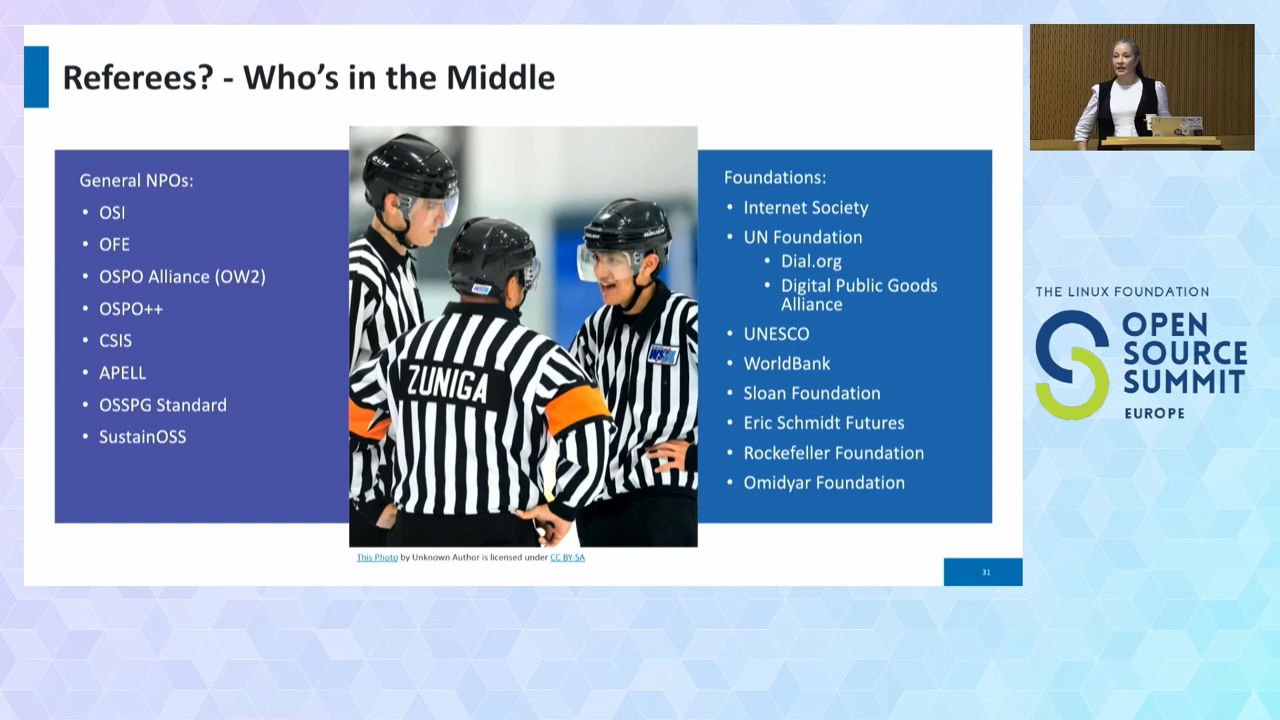 Referees? - Who's in the Middle
General NPOs:
• OSI
• OFE
• OSPO Alliance (OW2)
• OSPO++
• CSIS
• APELL
• OSSPG Standard
• SustainOSS
ZUNIGA
Foundations:
• Internet Society
• UN Foundation
• Dial.org
• Digital Public Goods
Alliance
• UNESCO
• WorldBank
• Sloan Foundation
• Eric Schmidt Futures
• Rockefeller Foundation
• Omidyar Foundation
This Photo by Unknown Author is licensed under CC BY-SA
31
THE LINUX FOUNDATION
OPEN
SOURCE
SUMMIT
EUROPE